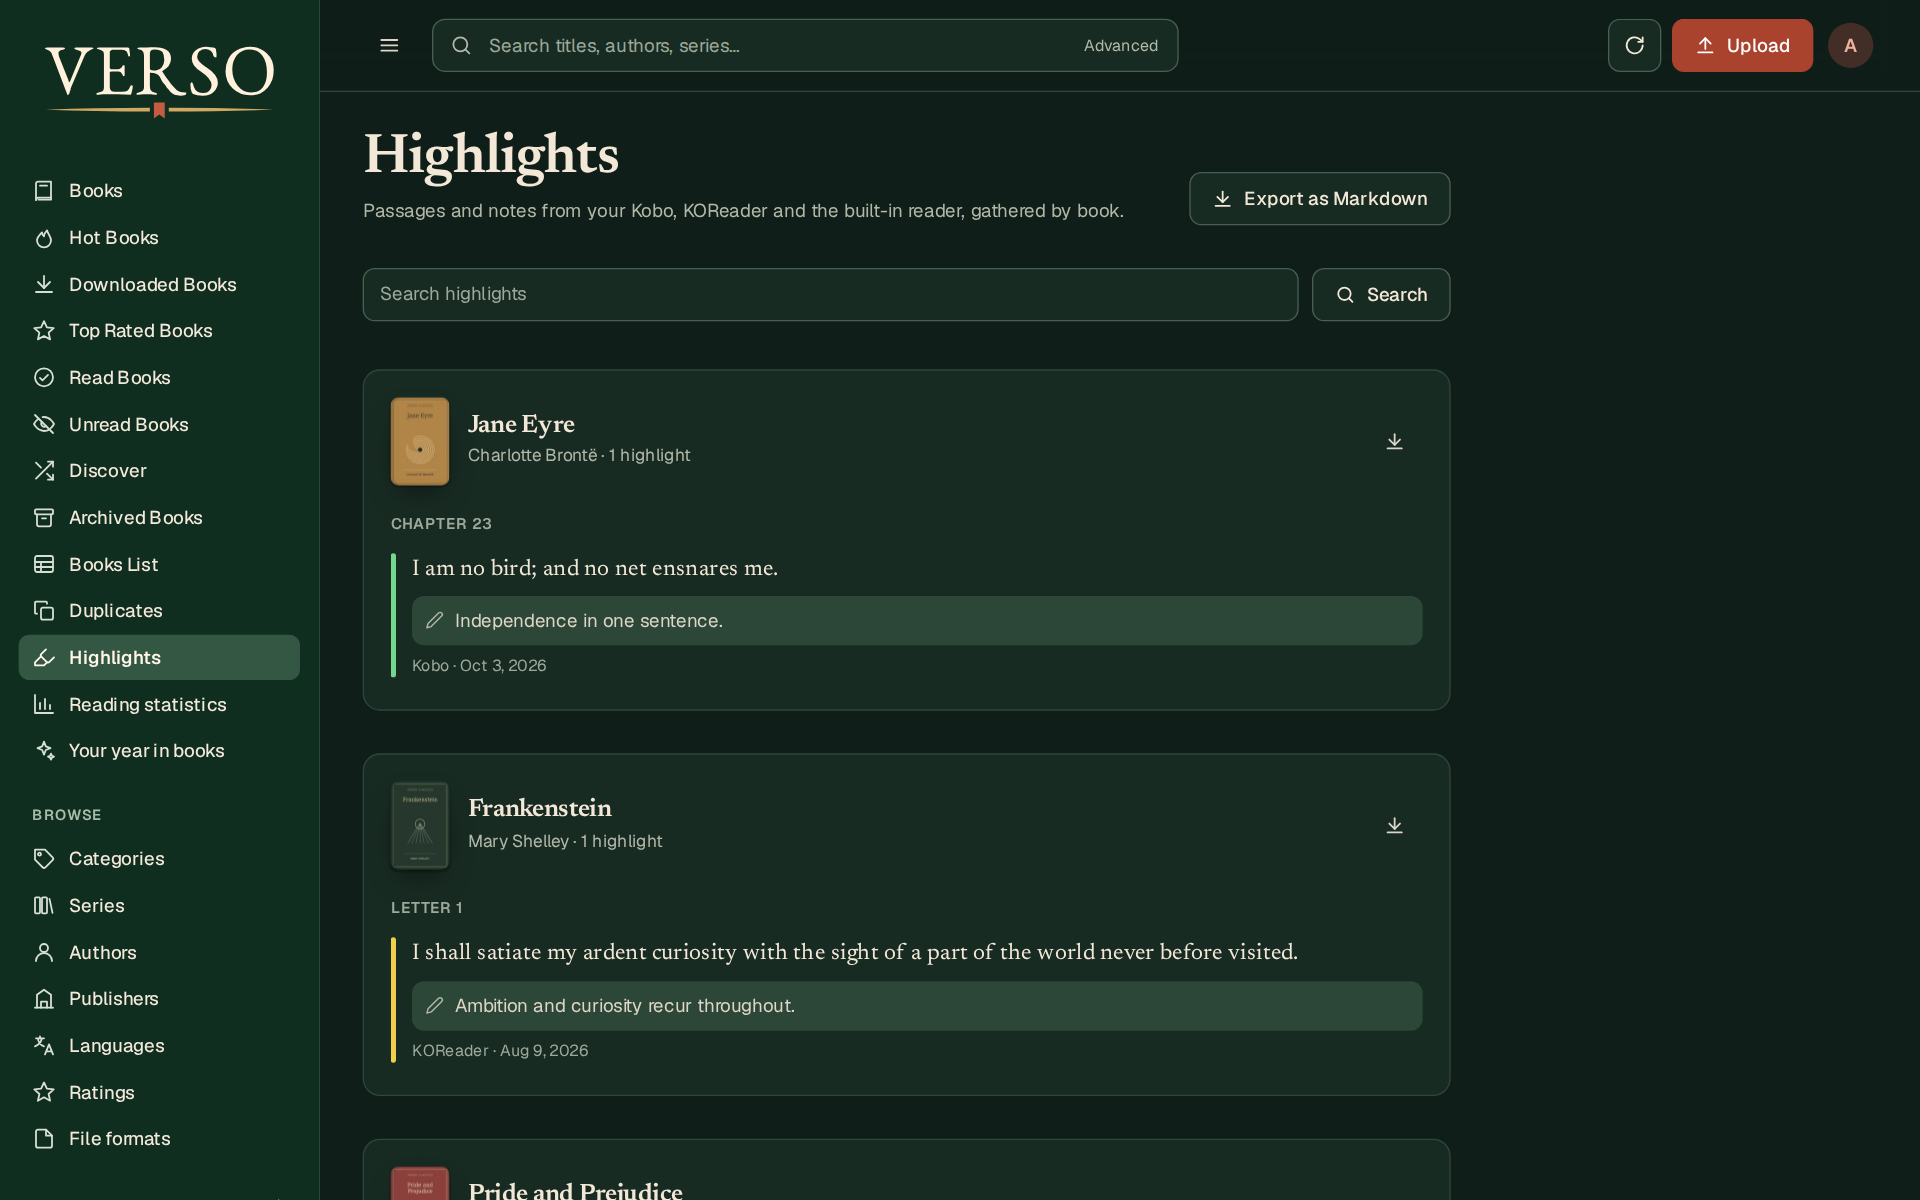 VERSO
Search titles, authors, series...
Advanced
Upload
A
Books
Hot Books
Downloaded Books
Top Rated Books
Read Books
Unread Books
Discover
Archived Books
Books List
Duplicates
Highlights
Reading statistics
Your year in books
BROWSE
Categories
Series
Authors
Publishers
Languages
Ratings
File formats
Highlights
Passages and notes from your Kobo, KOReader and the built-in reader, gathered by book.
Export as Markdown
Search highlights
Search
Jane Eyre
Jane Eyre
Charlotte Brontë · 1 highlight
CHAPTER 23
I am no bird; and no net ensnares me.
Independence in one sentence.
Kobo · Oct 3, 2026
Frankenstein
Frankenstein
Mary Shelley · 1 highlight
LETTER 1
I shall satiate my ardent curiosity with the sight of a part of the world never before visited.
Ambition and curiosity recur throughout.
KOReader · Aug 9, 2026
Pride and
Prejudice
Pride and Prejudice